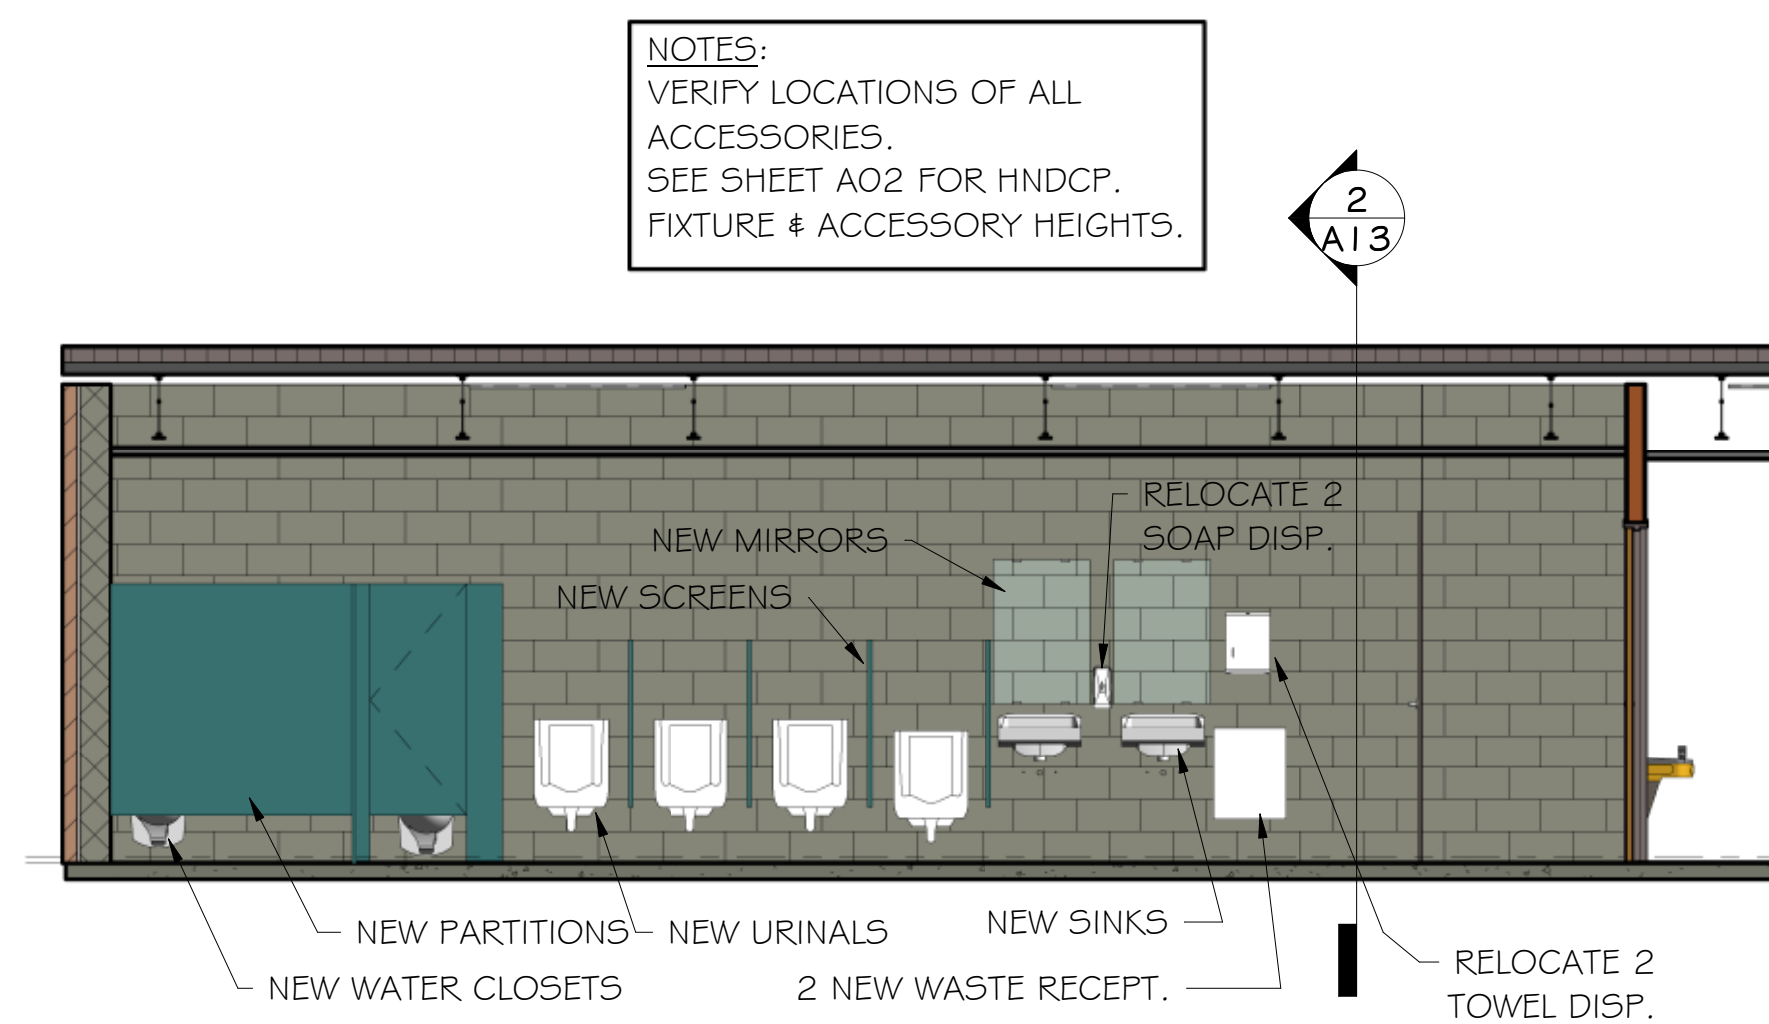 NOTES:
VERIFY LOCATIONS OF ALL
ACCESSORIES.
SEE SHEET A02 FOR HNDCP.
FIXTURE & ACCESSORY HEIGHTS.
2
A13
RELOCATE 2
SOAP DISP.
NEW MIRRORS
NEW SCREENS
NEW PARTITIONS
NEW URINALS
NEW SINKS
NEW WATER CLOSETS
2 NEW WASTE RECEPT.
RELOCATE 2
TOWEL DISP.